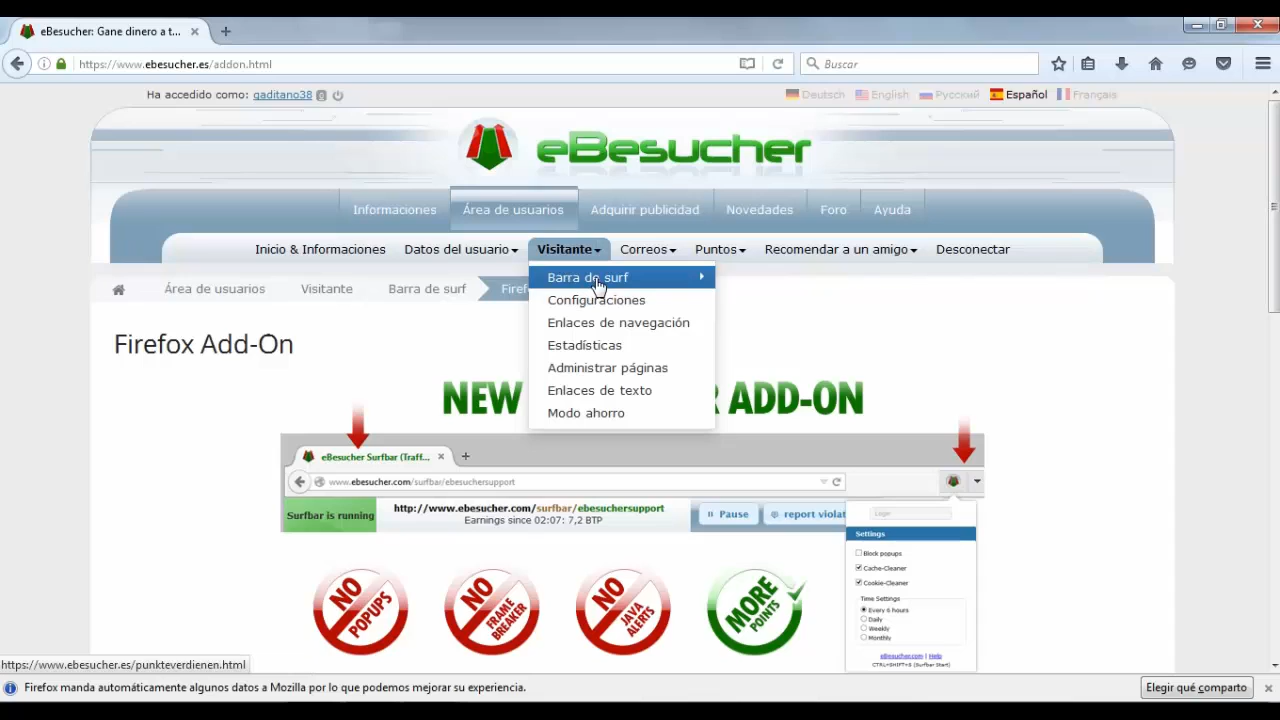 eBesucher: Gane dinero a t...
https://www.ebesucher.es/addon.html
Buscar
Ha accedido como: gaditano38
Deutsch English Русский Español Français
eBesucher
Informaciones Área de usuarios Adquirir publicidad Novedades Foro Ayuda
Inicio & Informaciones Datos del usuario Visitante Correos Puntos Recomendar a un amigo Desconectar
Área de usuarios Visitante Barra de surf Firef
Barra de surf
Configuraciones
Enlaces de navegación
Estadísticas
Administrar páginas
Enlaces de texto
Modo ahorro
Firefox Add-On
NEW R ADD-ON
eBesucher Surfbar (Traff...
www.ebesucher.com/surfbar/ebesuchersupport
Surfbar is running
http://www.ebesucher.com/surfbar/ebesuchersupport
Earnings since 02:07: 7,2 BTP
Pause
report violat
Settings
Block popups
Cache-Cleaner
Cookie-Cleaner
Time Settings
Every 6 hours
Daily
Weekly
Monthly
eBesucher.com | Help
CTRL+SHIFT+S (Surfbar Start)
NO POPUPS
NO FRAME BREAKER
NO JAVA ALERTS
MORE POINTS
Firefox manda automáticamente algunos datos a Mozilla por lo que podemos mejorar su experiencia.
Elegir qué comparto